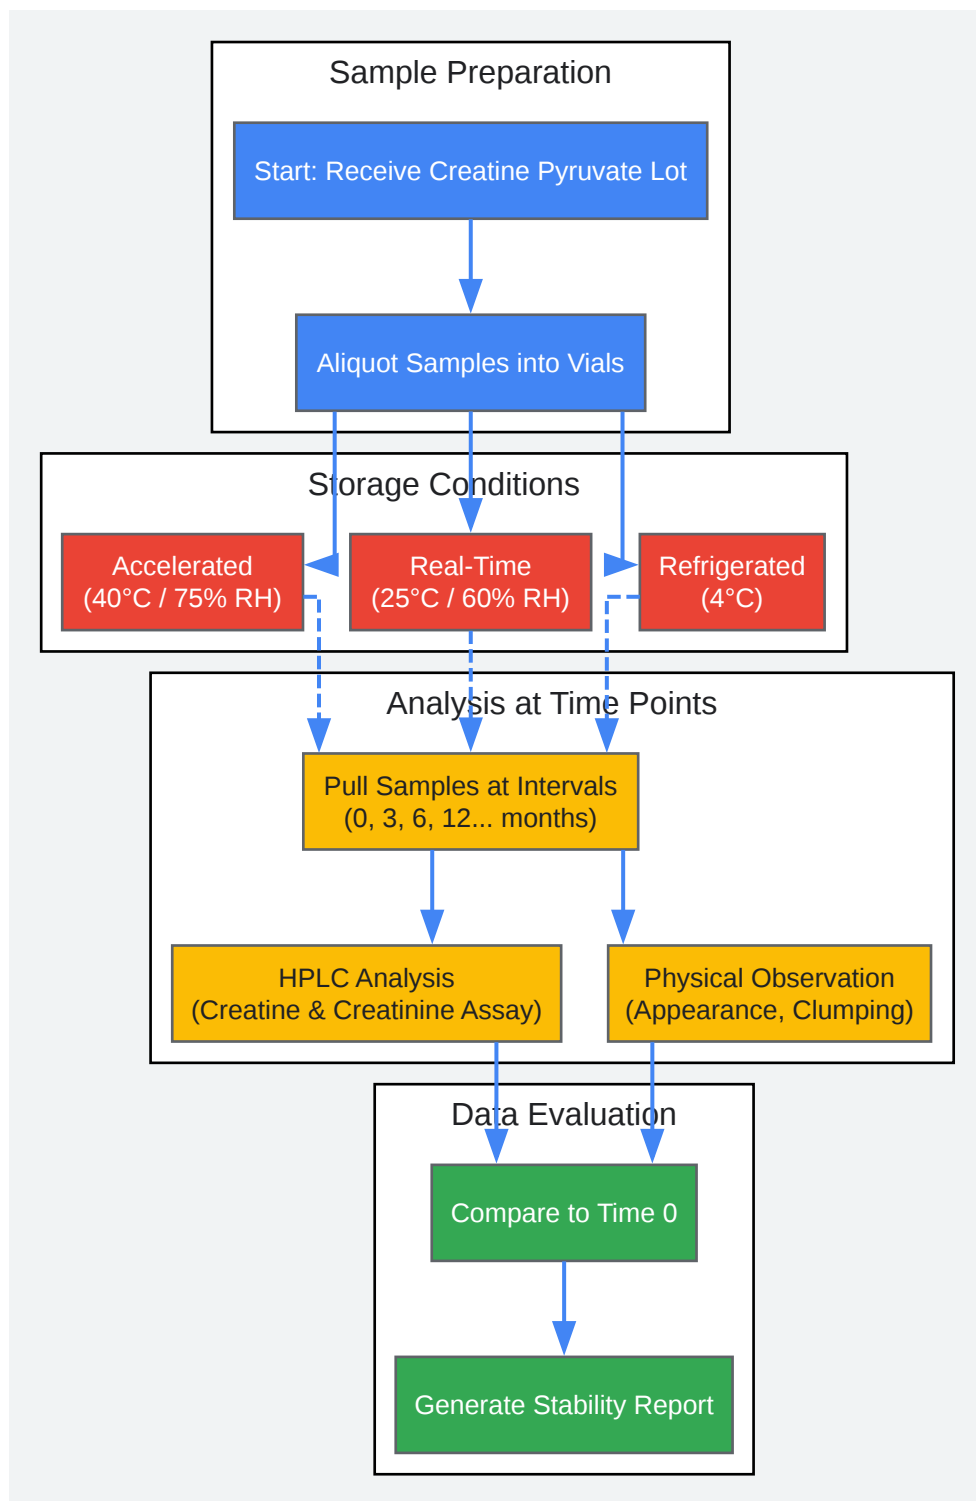 Sample Preparation
Start: Receive Creatine Pyruvate Lot
Aliquot Samples into Vials
Storage Conditions
Accelerated
(40°C / 75% RH)
Real-Time
(25°C / 60% RH)
Refrigerated
(4°C)
Analysis at Time Points
Pull Samples at Intervals
(0, 3, 6, 12... months)
HPLC Analysis
(Creatine & Creatinine Assay)
Physical Observation
(Appearance, Clumping)
Data Evaluation
Compare to Time 0
Generate Stability Report